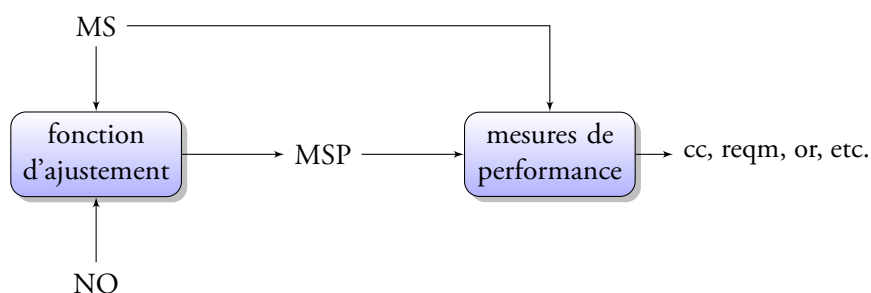 MS
fonction
d'ajustement
MSP
mesures de
performance
cc, reqm, or, etc.
NO